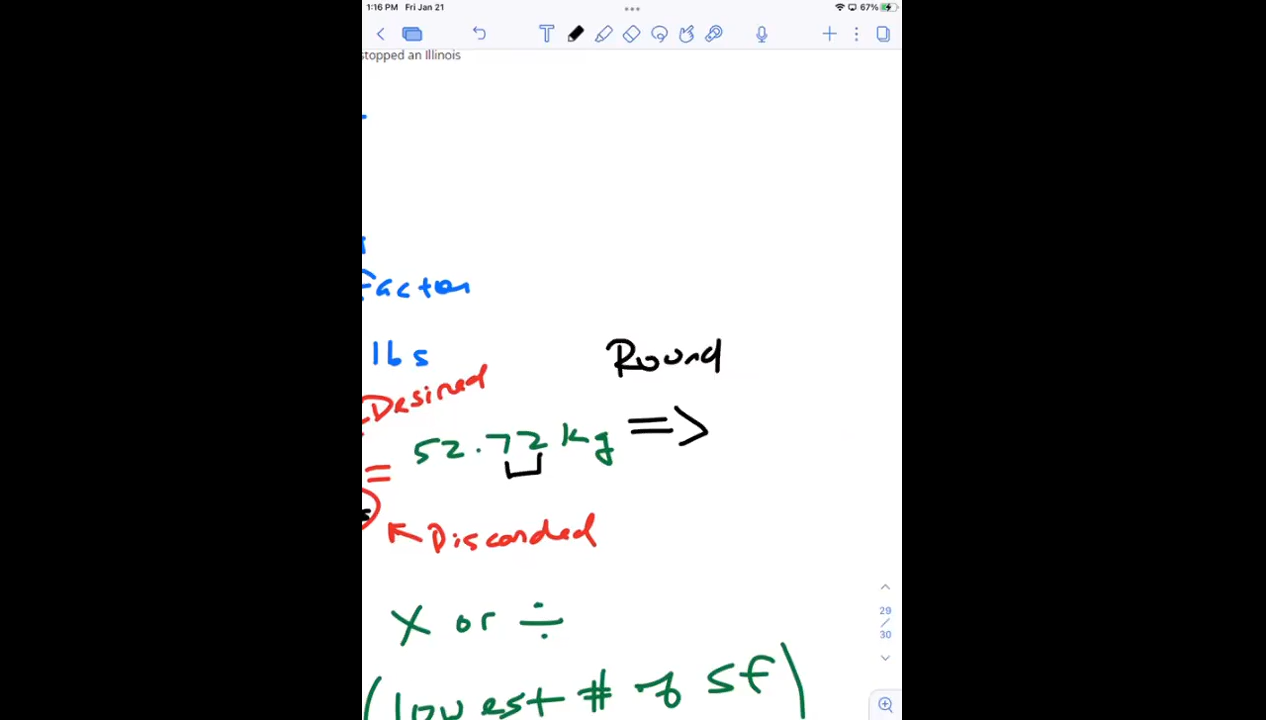 1:16 PM Fri Jan 21
67%
stopped an Illinois
Factor
lbs
Round
Desired
= 52.72 kg =>
Discarded
29
/
30
x or ÷
(lowest # of SF)